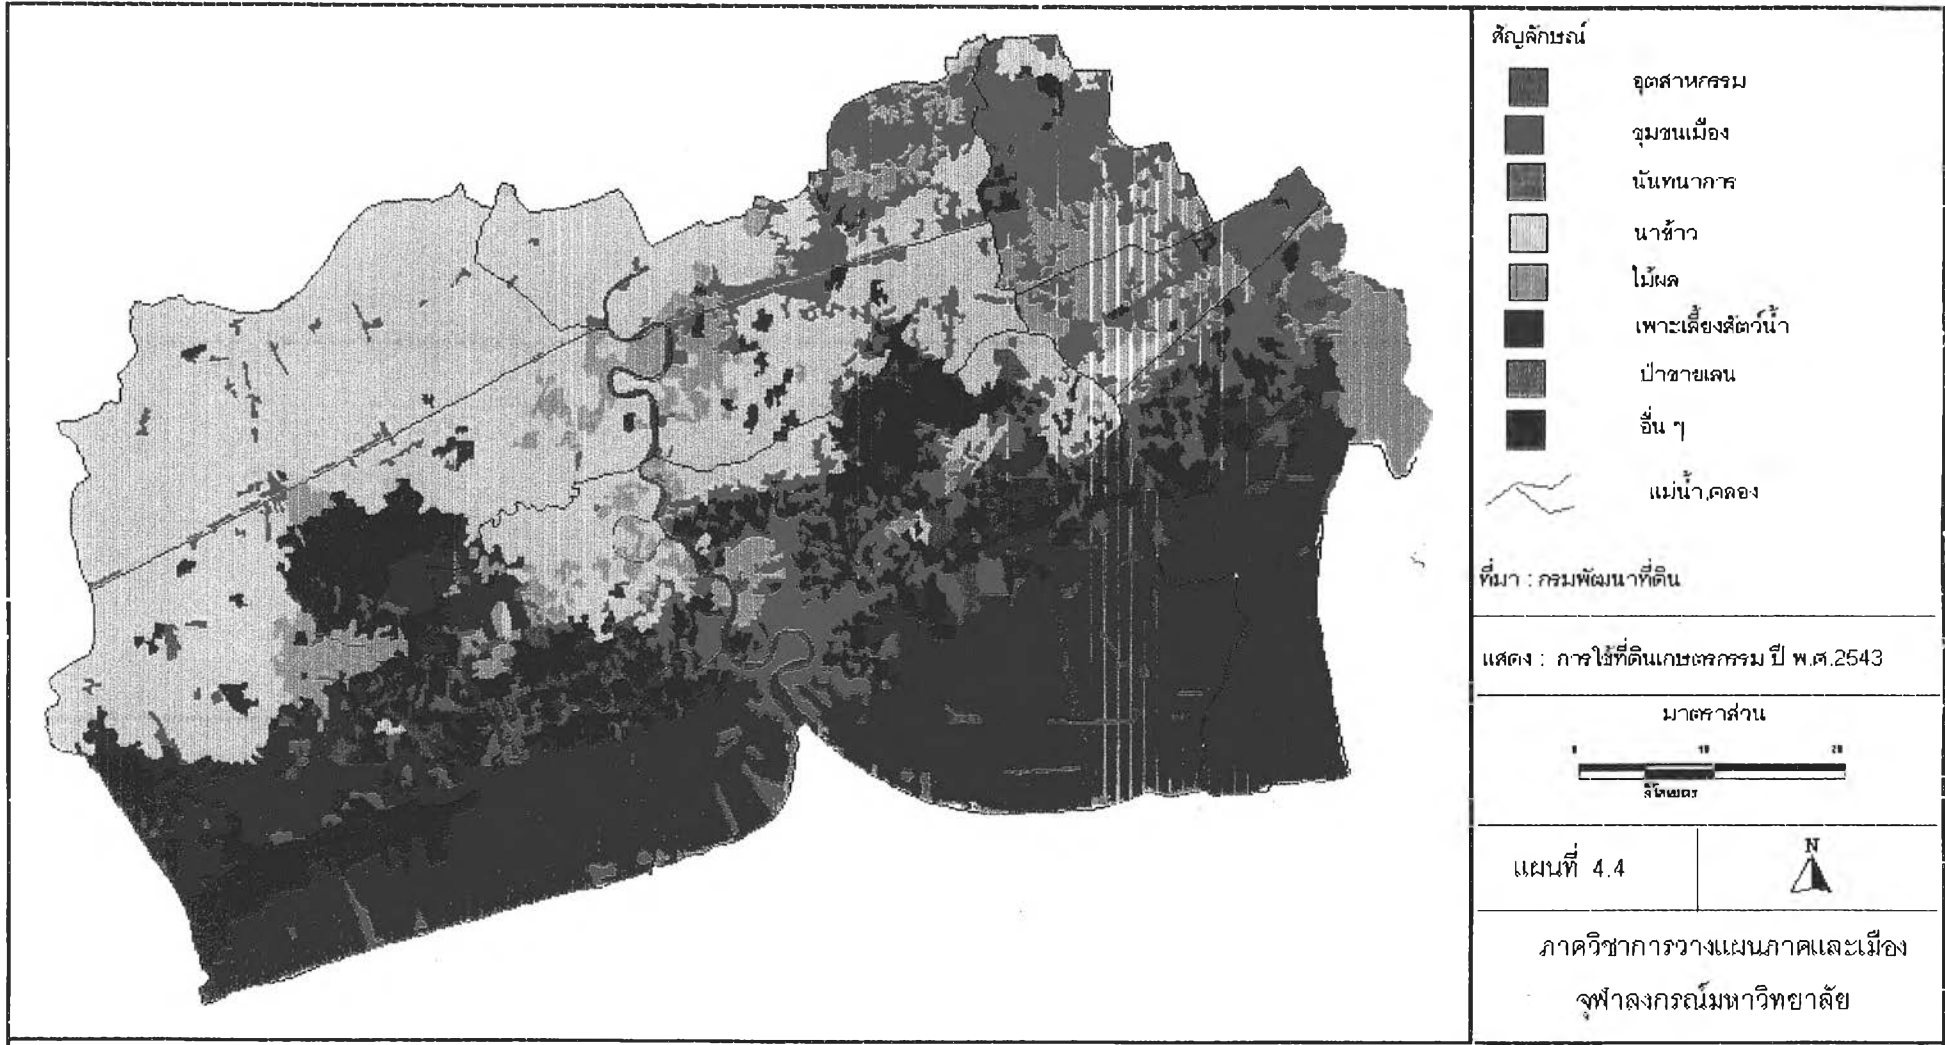 สัญลักษณ์
อุตสาหกรรม
ชุมชนเมือง
นันทนาการ
นาข้าว
ไม้ผล
เพาะเลี้ยงสัตว์น้ำ
ป่าชายเลน
อื่น ๆ
แม่น้ำ,คลอง
ที่มา : กรมพัฒนาที่ดิน
แสดง : การใช้ที่ดินเกษตรกรรม ปี พ.ศ.2543
มาตราส่วน
0 10 20
กิโลเมตร
แผนที่ 4.4
N
ภาควิชาการวางแผนภาคและเมือง
จุฬาลงกรณ์มหาวิทยาลัย